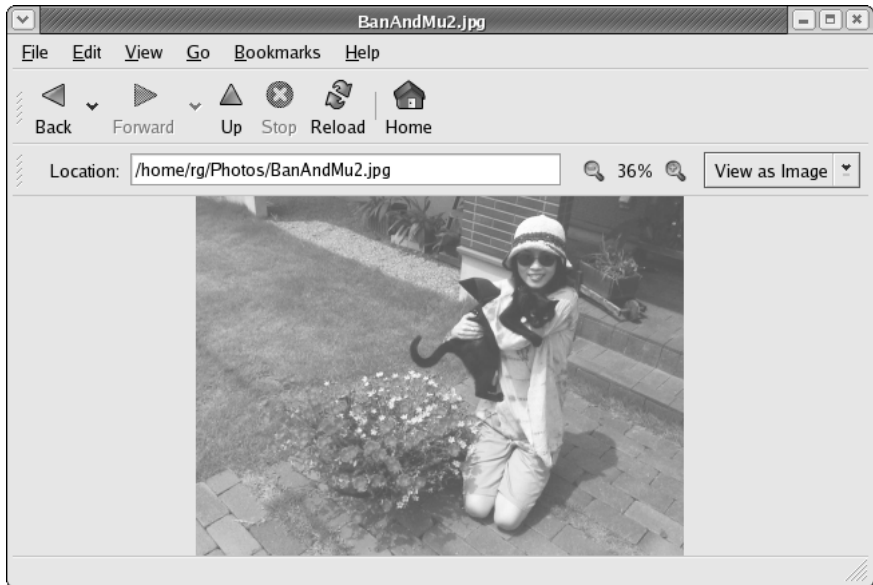 BanAndMu2.jpg
File Edit View Go Bookmarks Help
Back Forward Up Stop Reload Home
Location: /home/rg/Photos/BanAndMu2.jpg 36% View as Image